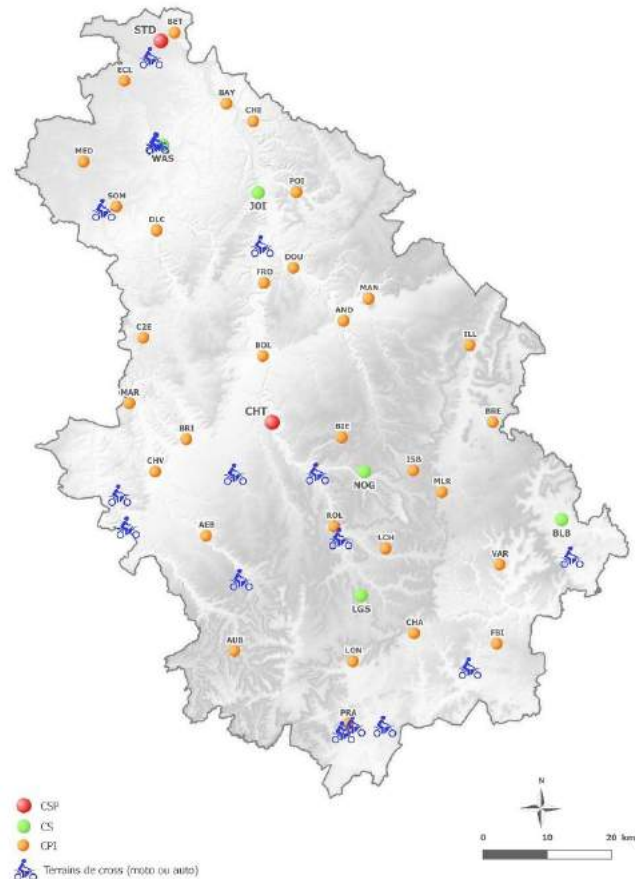 BET
STD
ECL
BAY
CHE
WAS
MED
POI
SOM
JOI
DLC
DOU
FRD
MAN
AND
C2E
ILL
BOL
MAR
CHT
BRE
BRI
BIE
CHV
ISB
NOG
MLR
ROL
AEB
BLB
LCH
VAR
LGS
CHA
AUB
FBI
LON
PRA
CSP
CS
CPI
Terrains de cross (moto ou auto)
N
0 10 20 km